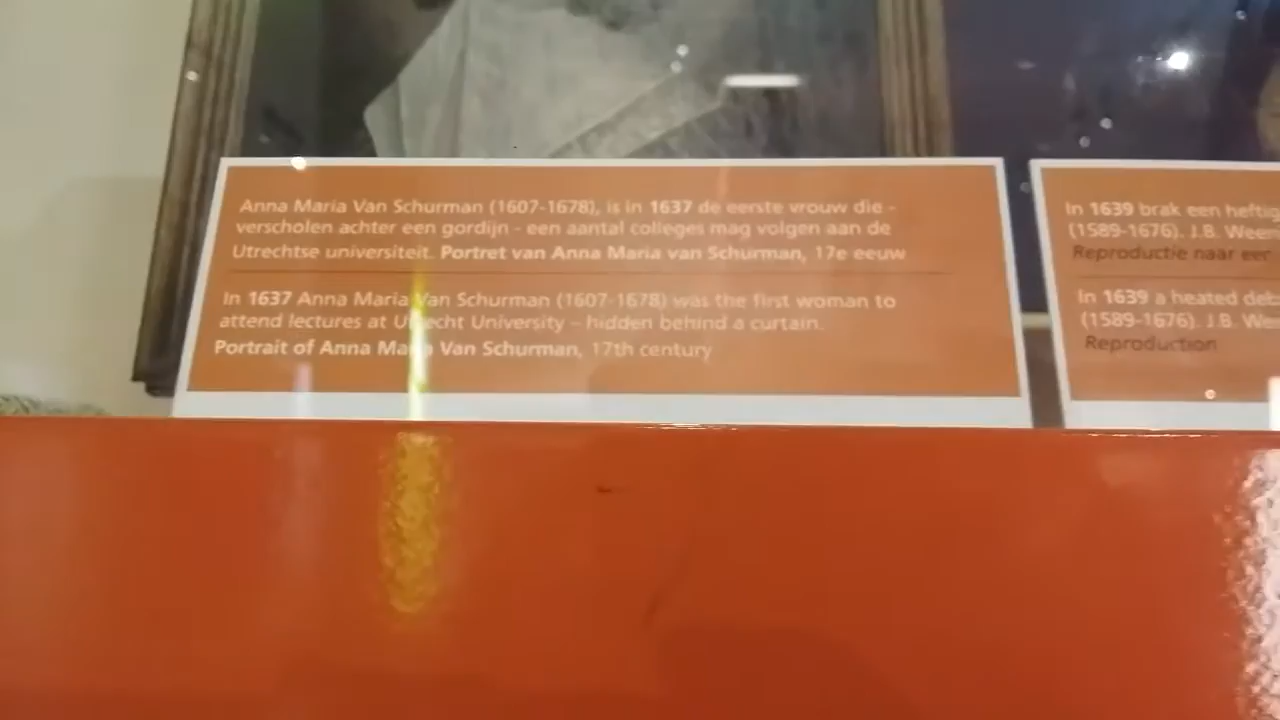 Anna Maria Van Schurman (1607-1678), is in 1637 de eerste vrouw die -
verscholen achter een gordijn - een aantal colleges mag volgen aan de
Utrechtse universiteit. Portret van Anna Maria van Schurman, 17e eeuw
In 1637 Anna Maria Van Schurman (1607-1678) was the first woman to
attend lectures at Utrecht University – hidden behind a curtain.
Portrait of Anna Maria Van Schurman, 17th century
In 1639 brak een
(1589-1676). J.B.
Reproductie naar een
In 1639 a heated
(1589-1676). J.B.
Reproduction